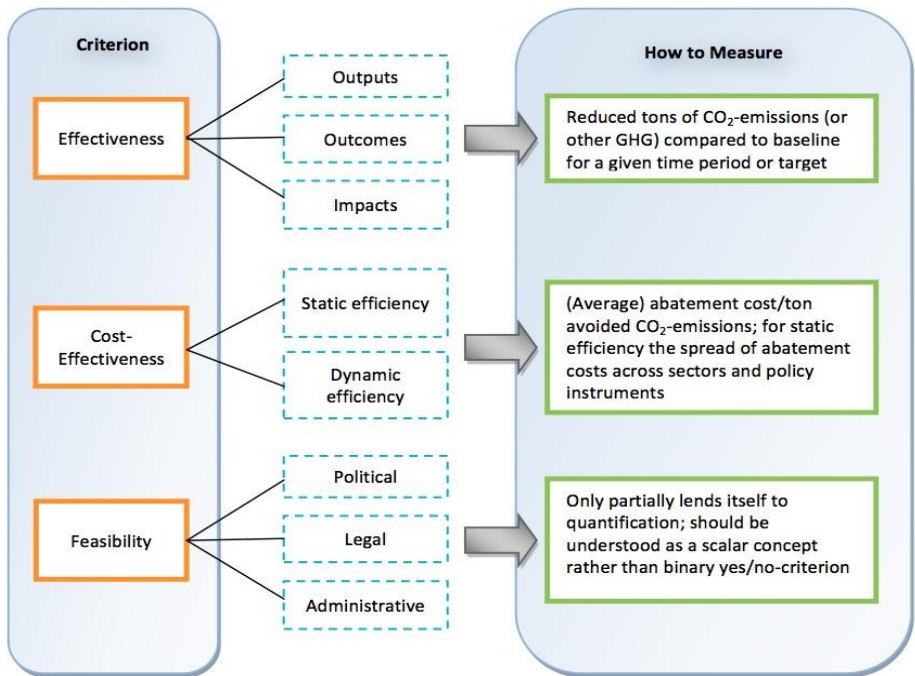 Criterion
How to Measure
Effectiveness
Outputs
Outcomes
Impacts
Reduced tons of CO₂-emissions (or
other GHG) compared to baseline
for a given time period or target
Cost-
Effectiveness
Static efficiency
Dynamic
efficiency
(Average) abatement cost/ton
avoided CO₂-emissions; for static
efficiency the spread of abatement
costs across sectors and policy
instruments
Feasibility
Political
Legal
Administrative
Only partially lends itself to
quantification; should be
understood as a scalar concept
rather than binary yes/no-criterion